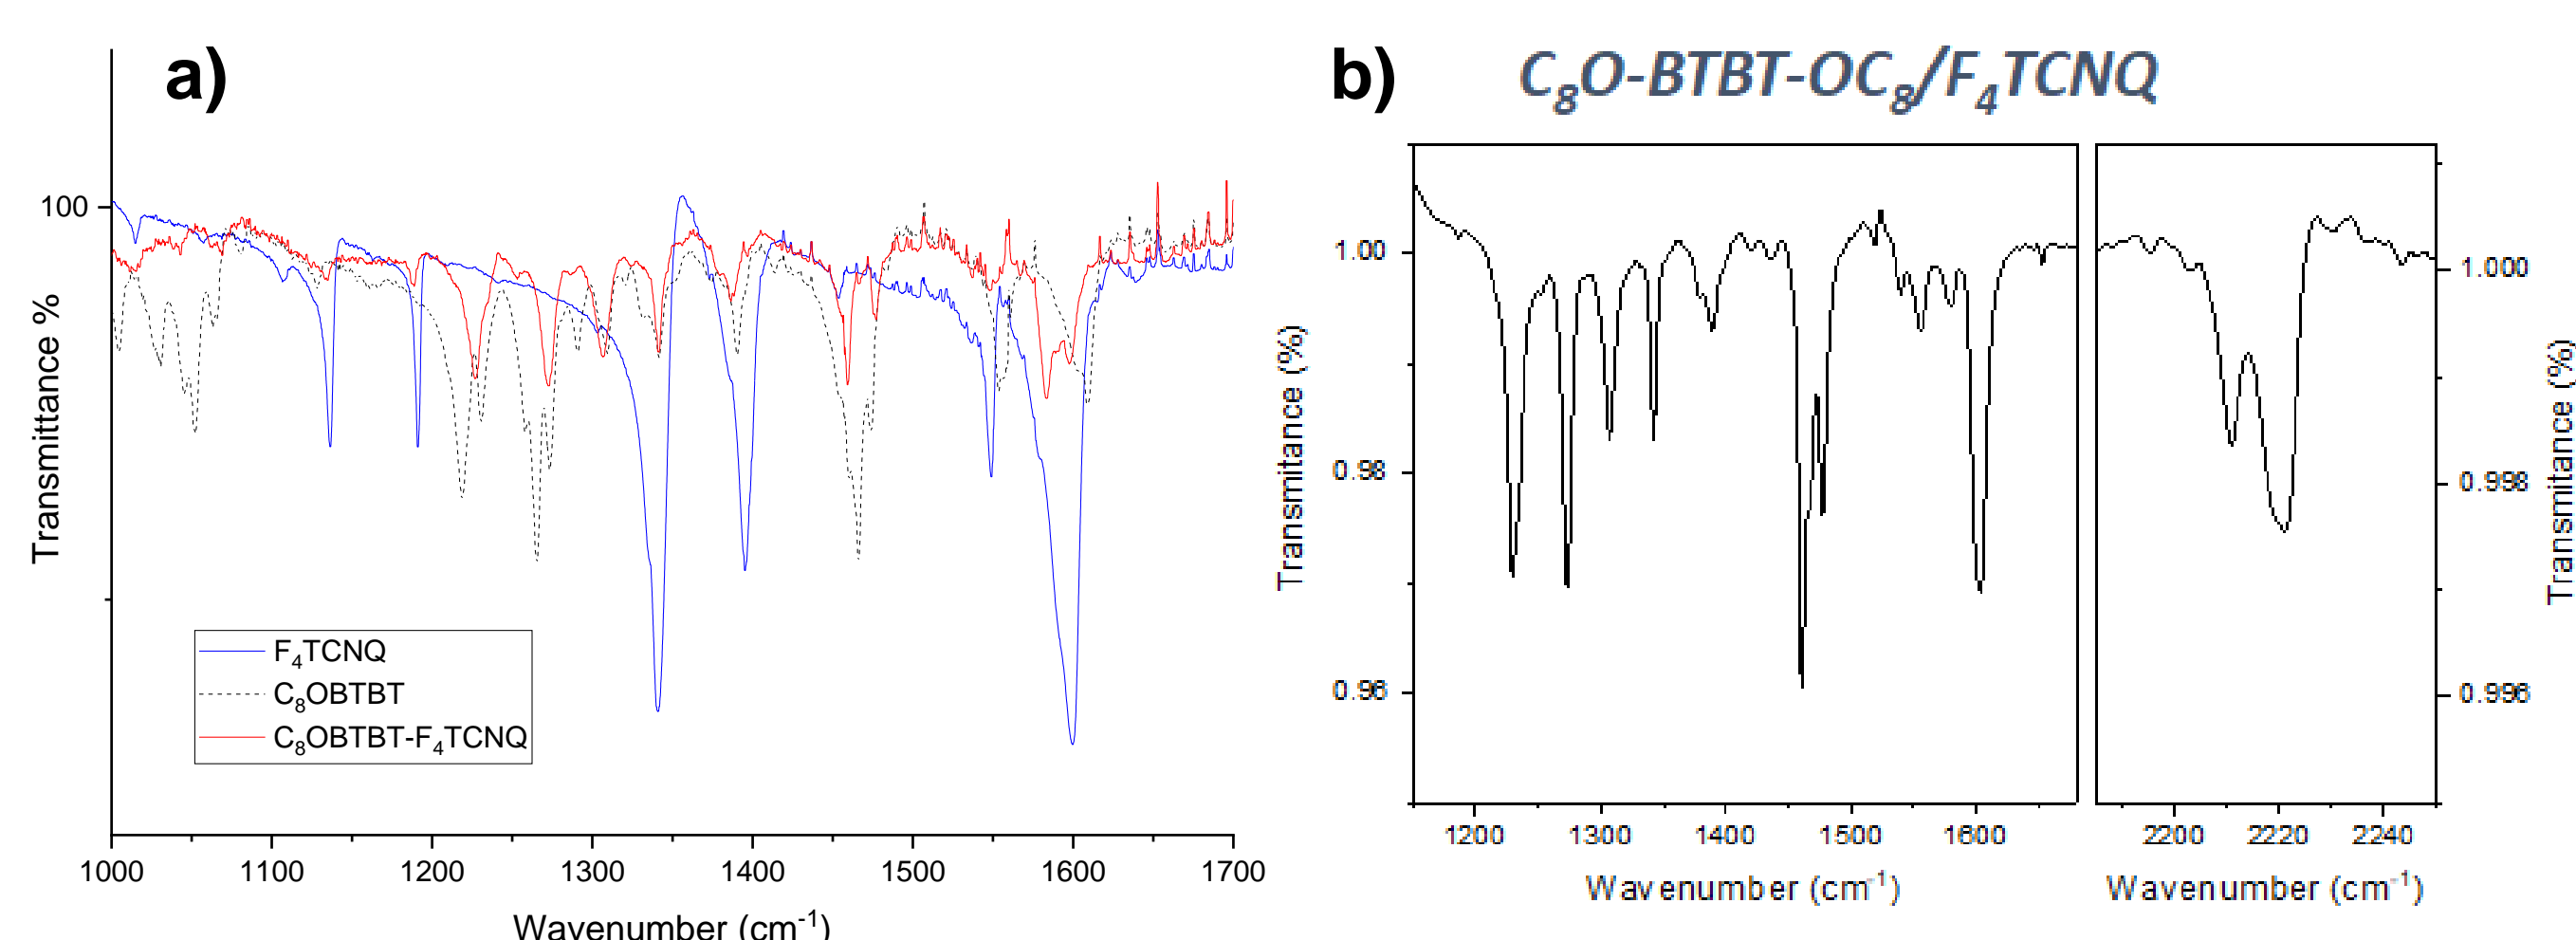 a)
Transmittance %
100
F₄TCNQ
C₈OBTBT
C₈OBTBT-F₄TCNQ
1000 1100 1200 1300 1400 1500 1600 1700
Wavenumber (cm⁻¹)
b)
C₈O-BTBT-OC₈/F₄TCNQ
Transmitance (%)
1.00
0.98
0.96
1200 1300 1400 1500 1600
Wavenumber (cm⁻¹)
1.000
0.998
0.996
Transmitance (%)
2200 2220 2240
Wavenumber (cm⁻¹)